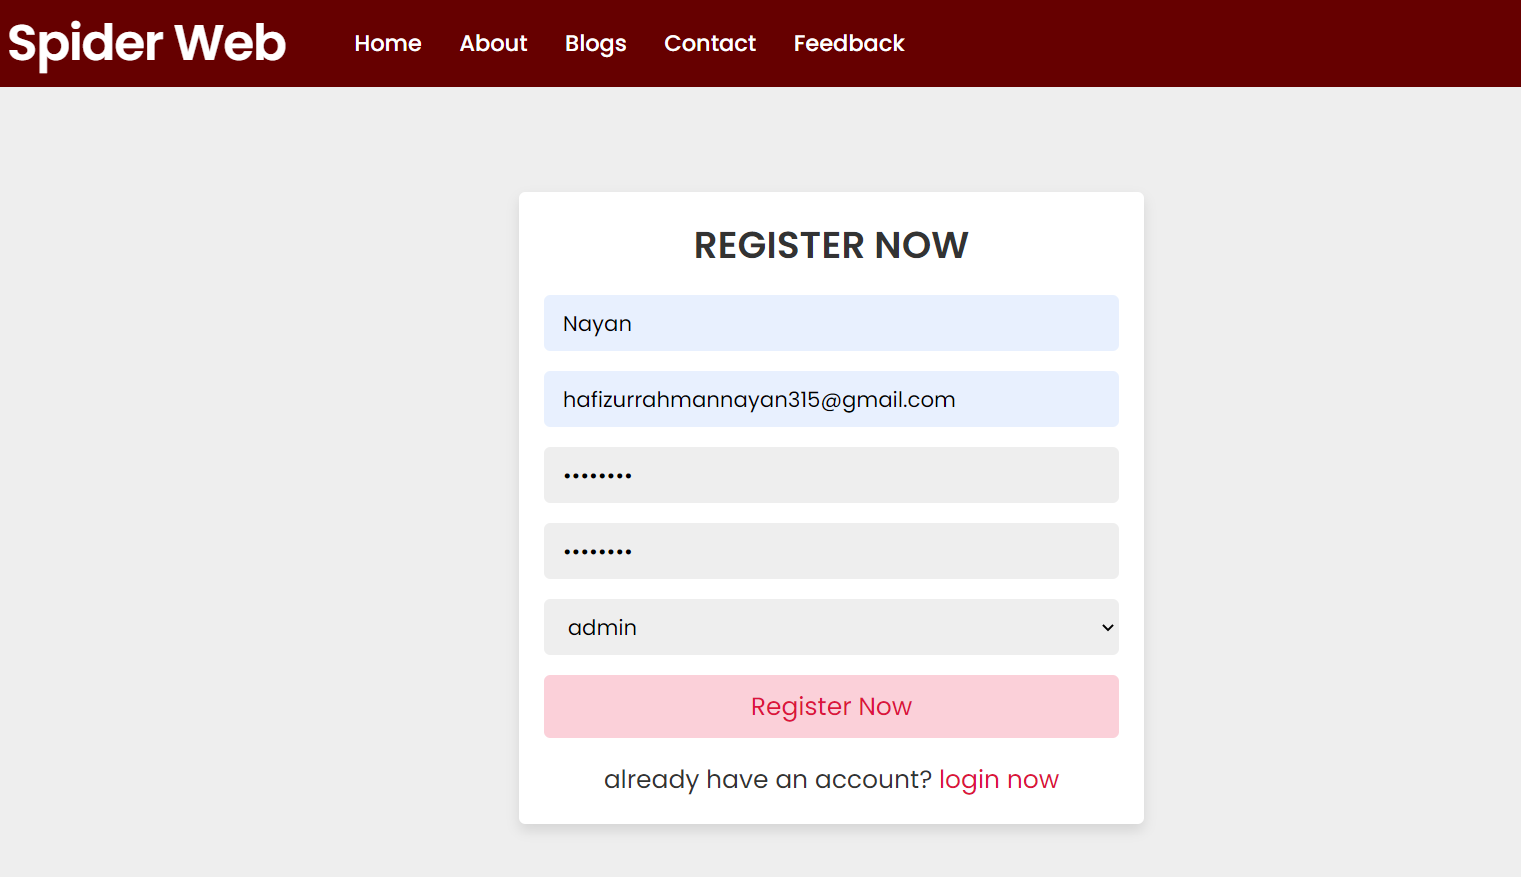 Spider Web Home About Blogs Contact Feedback
REGISTER NOW
Nayan
hafizurrahmannayan315@gmail.com
••••••••
••••••••
admin
Register Now
already have an account? login now